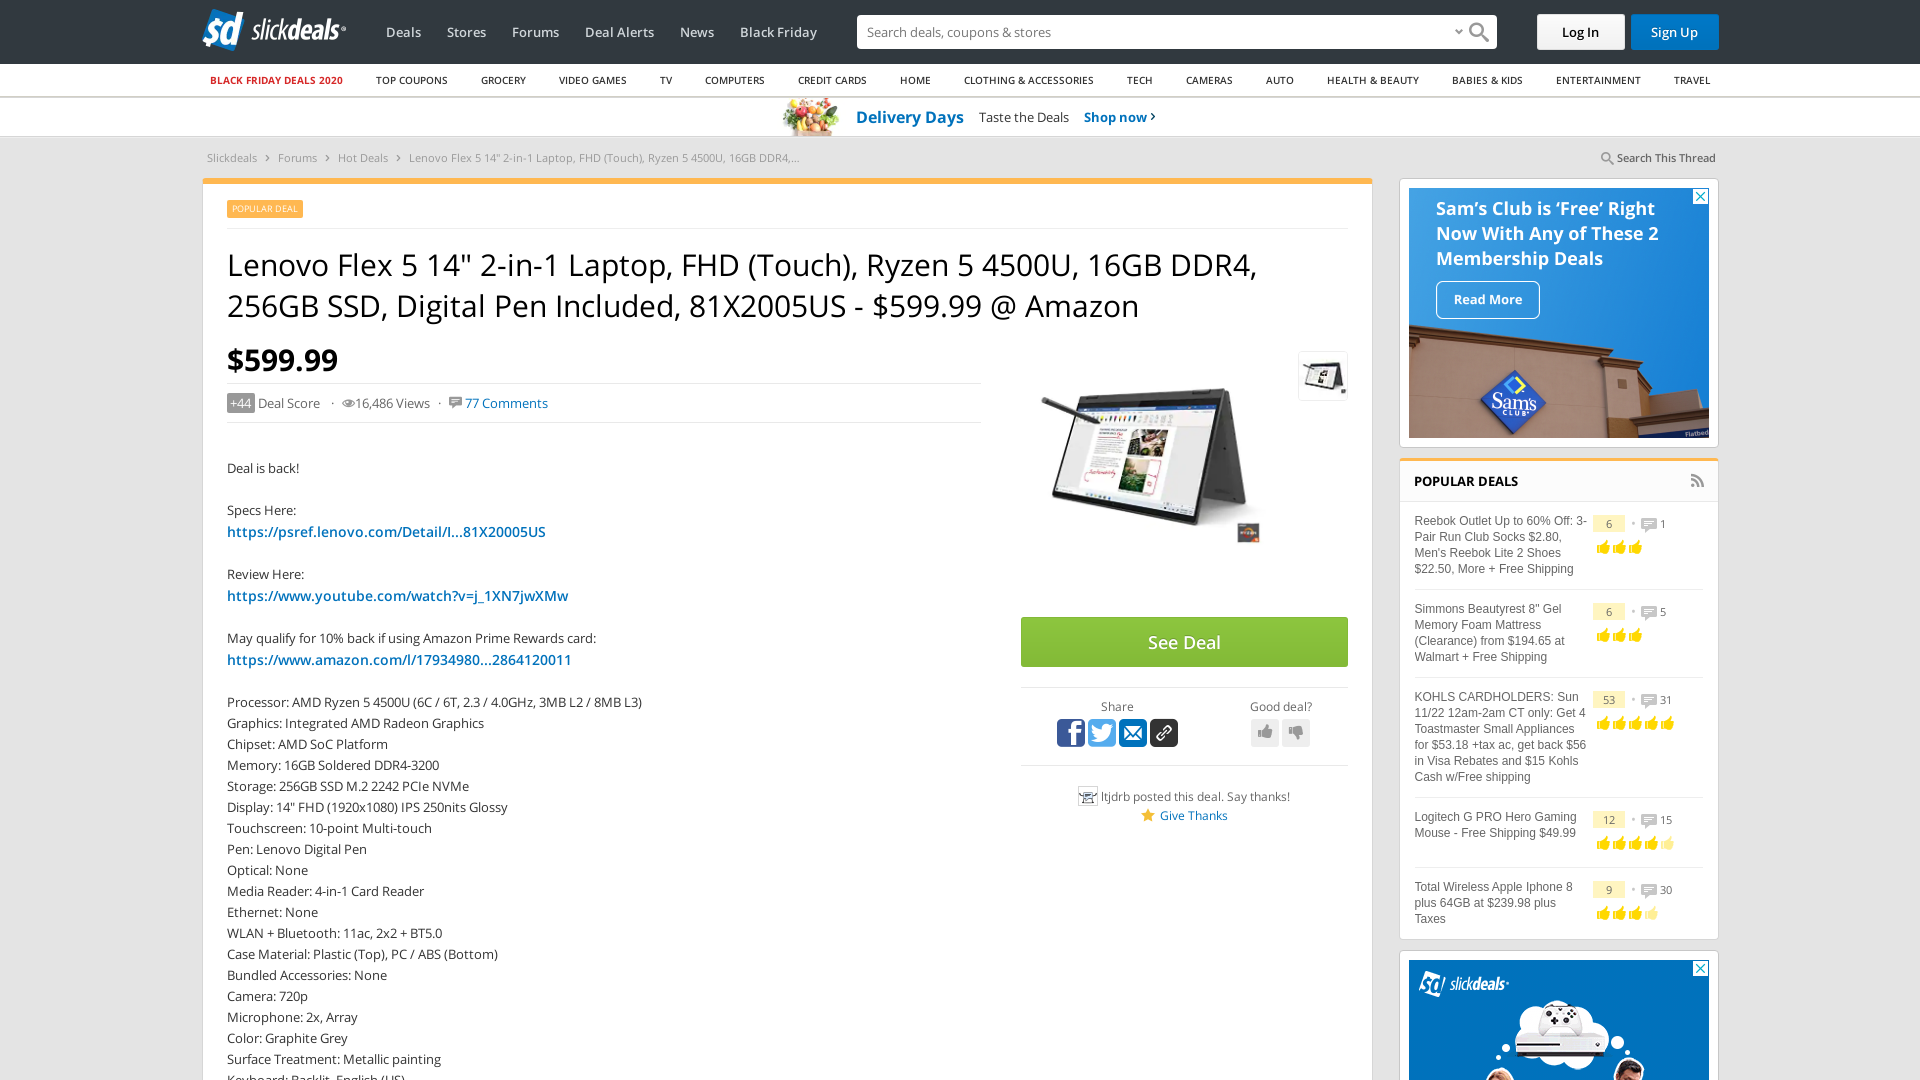 slickdeals
Deals Stores Forums Deal Alerts News Black Friday
Search deals, coupons & shopping
Log In
Sign Up
BLACK FRIDAY DEALS 2020 TOP COUPONS GROCERY VIDEO GAMES TV COMPUTERS CREDIT CARDS HOME CLOTHING & ACCESSORIES TECH CAMERAS AUTO HEALTH & BEAUTY BABIES & KIDS ENTERTAINMENT TRAVEL
Delivery Days Taste the Deals Shop now
Slickdeals > Forums > Hot Deals > Lenovo Flex 5 14" 2-in-1 Laptop, FHD (Touch), Ryzen 5 4500U, 16GB DDR4,...
Search This Thread
POPULAR DEAL
Lenovo Flex 5 14" 2-in-1 Laptop, FHD (Touch), Ryzen 5 4500U, 16GB DDR4,
256GB SSD, Digital Pen Included, 81X2005US - $599.99 @ Amazon
$599.99
+44 Deal Score · 16,486 Views · 77 Comments
Deal is back!
Specs Here:
https://psref.lenovo.com/Detail/I...81X20005US
Review Here:
https://www.youtube.com/watch?v=j_1XN7jwXMw
May qualify for 10% back if using Amazon Prime Rewards card:
https://www.amazon.com/l/17934980...2864120011
Processor: AMD Ryzen 5 4500U (6C / 6T, 2.3 / 4.0GHz, 3MB L2 / 8MB L3)
Graphics: Integrated AMD Radeon Graphics
Chipset: AMD SoC Platform
Memory: 16GB Soldered DDR4-3200
Storage: 256GB SSD M.2 2242 PCIe NVMe
Display: 14" FHD (1920x1080) IPS 250nits Glossy
Touchscreen: 10-point Multi-touch
Pen: Lenovo Digital Pen
Optical: None
Media Reader: 4-in-1 Card Reader
Ethernet: None
WLAN + Bluetooth: 11ac, 2x2 + BT5.0
Case Material: Plastic (Top), PC / ABS (Bottom)
Bundled Accessories: None
Camera: 720p
Microphone: 2x, Array
Color: Graphite Grey
Surface Treatment: Metallic painting
Keyboard: Backlit, English (US)
See Deal
Share
Good deal?
ltjdrb posted this deal. Say thanks!
Give Thanks
Sam's Club is 'Free' Right
Now With Any of These 2
Membership Deals
Read More
Sam's
CLUB
POPULAR DEALS
Reebok Outlet Up to 60% Off: 3-
Pair Run Club Socks $2.80,
Men's Reebok Lite 2 Shoes
$22.50, More + Free Shipping
6 • 1
Simmons Beautyrest 8" Gel
Memory Foam Mattress
(Clearance) from $194.65 at
Walmart + Free Shipping
6 • 5
KOHLS CARDHOLDERS: Sun
11/22 12am-2am CT only: Get 4
Toastmaster Small Appliances
for $53.18 +tax ac, get back $56
in Visa Rebates and $15 Kohls
Cash w/Free shipping
53 • 31
Logitech G PRO Hero Gaming
Mouse - Free Shipping $49.99
12 • 15
Total Wireless Apple Iphone 8
plus 64GB at $239.98 plus
Taxes
9 • 30
slickdeals